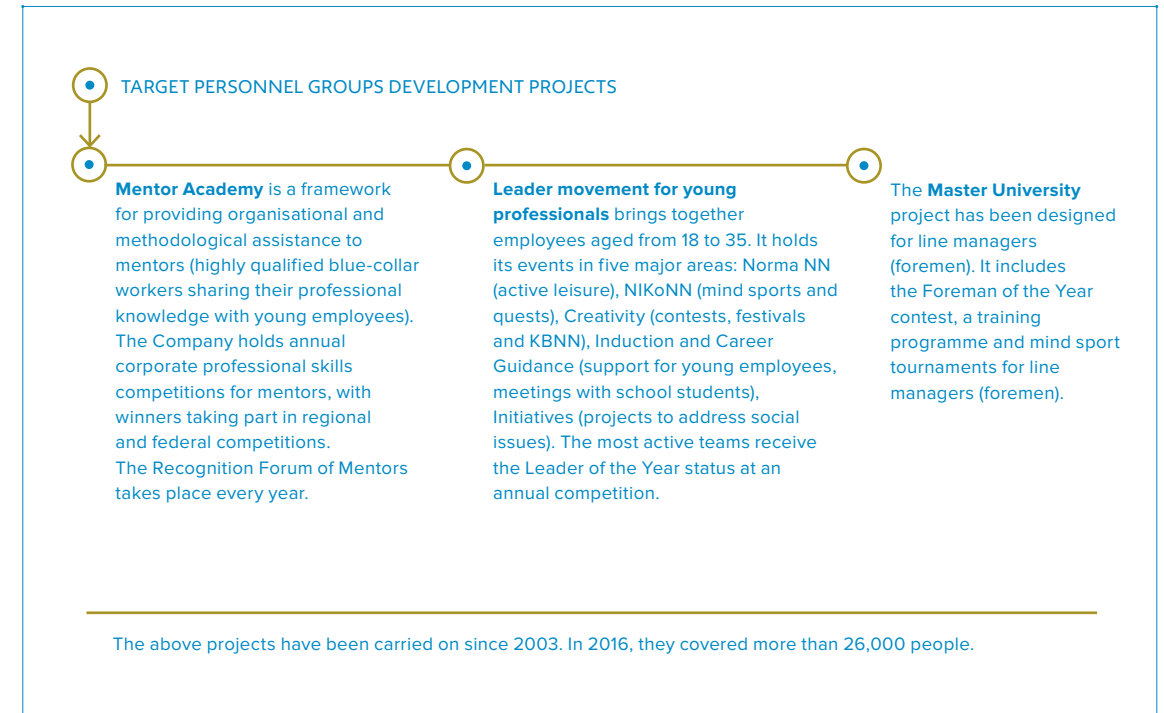 TARGET PERSONNEL GROUPS DEVELOPMENT PROJECTS
Mentor Academy is a framework
for providing organisational and
methodological assistance to
mentors (highly qualified blue-collar
workers sharing their professional
knowledge with young employees).
The Company holds annual
corporate professional skills
competitions for mentors, with
winners taking part in regional
and federal competitions.
The Recognition Forum of Mentors
takes place every year.
Leader movement for young
professionals brings together
employees aged from 18 to 35. It holds
its events in five major areas: Norma NN
(active leisure), NIKoNN (mind sports and
quests), Creativity (contests, festivals
and KBNN), Induction and Career
Guidance (support for young employees,
meetings with school students),
Initiatives (projects to address social
issues). The most active teams receive
the Leader of the Year status at an
annual competition.
The Master University
project has been designed
for line managers
(foremen). It includes
the Foreman of the Year
contest, a training
programme and mind sport
tournaments for line
managers (foremen).
The above projects have been carried on since 2003. In 2016, they covered more than 26,000 people.